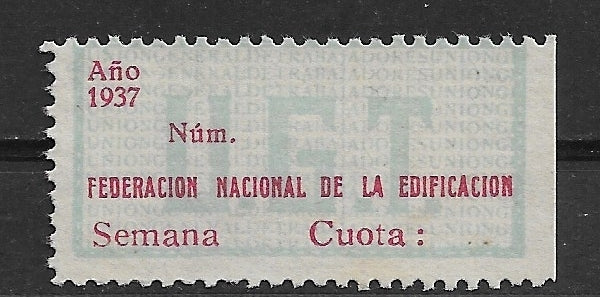 Año
1937
Núm.
FEDERACION NACIONAL DE LA EDIFICACION
Semana Cuota :